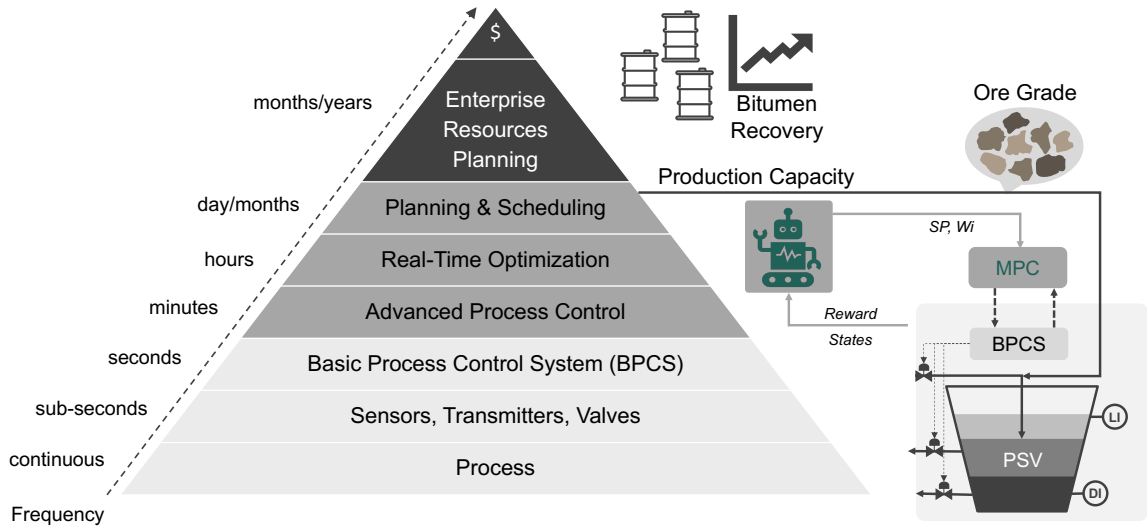 $
months/years
Enterprise
Resources
Planning
Bitumen
Recovery
Ore Grade
Production Capacity
day/months
Planning & Scheduling
SP, Wi
hours
Real-Time Optimization
MPC
minutes
Advanced Process Control
Reward
States
seconds
Basic Process Control System (BPCS)
BPCS
sub-seconds
Sensors, Transmitters, Valves
LI
continuous
Process
PSV
DI
Frequency